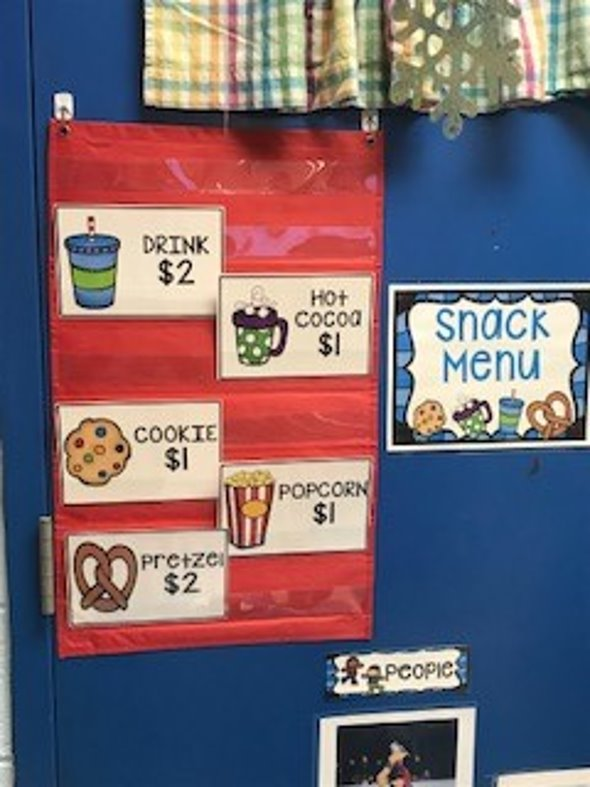 DRINK
$2
HOt
cocoa
$1
snack
Menu
COOKIE
$1
POPCORN
$1
Pretzel
$2
PEOPLE